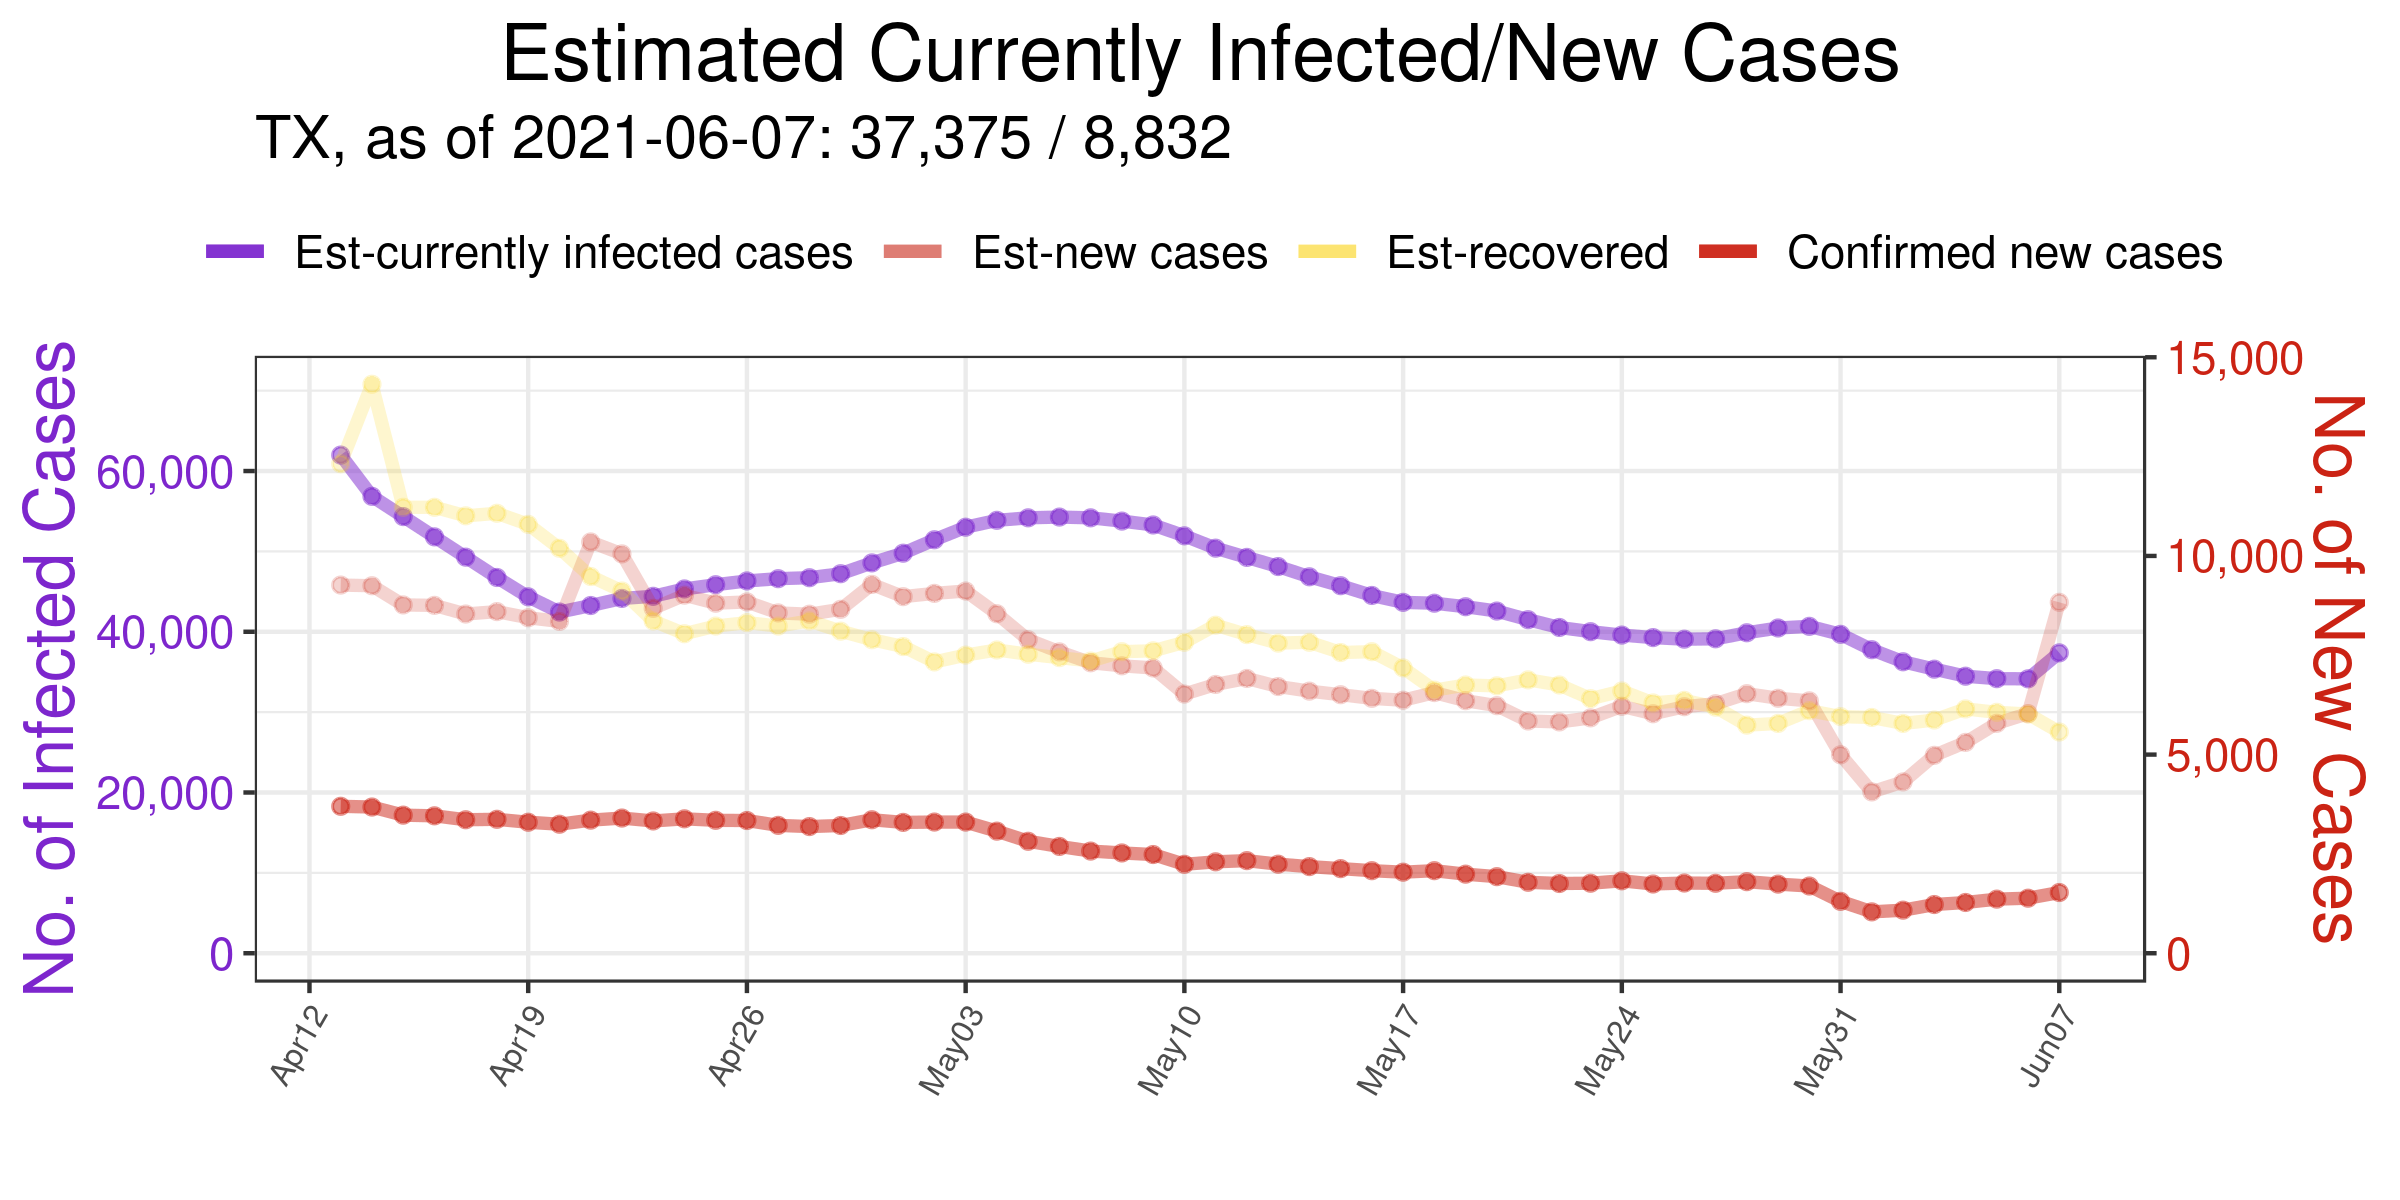 Estimated Currently Infected/New Cases
TX, as of 2021-06-07: 37,375 / 8,832
Est-currently infected cases Est-new cases Est-recovered Confirmed new cases
No. of Infected Cases
60,000
40,000
20,000
0
15,000
10,000
5,000
0
No. of New Cases
Apr12 Apr19 Apr26 May03 May10 May17 May24 May31 Jun07